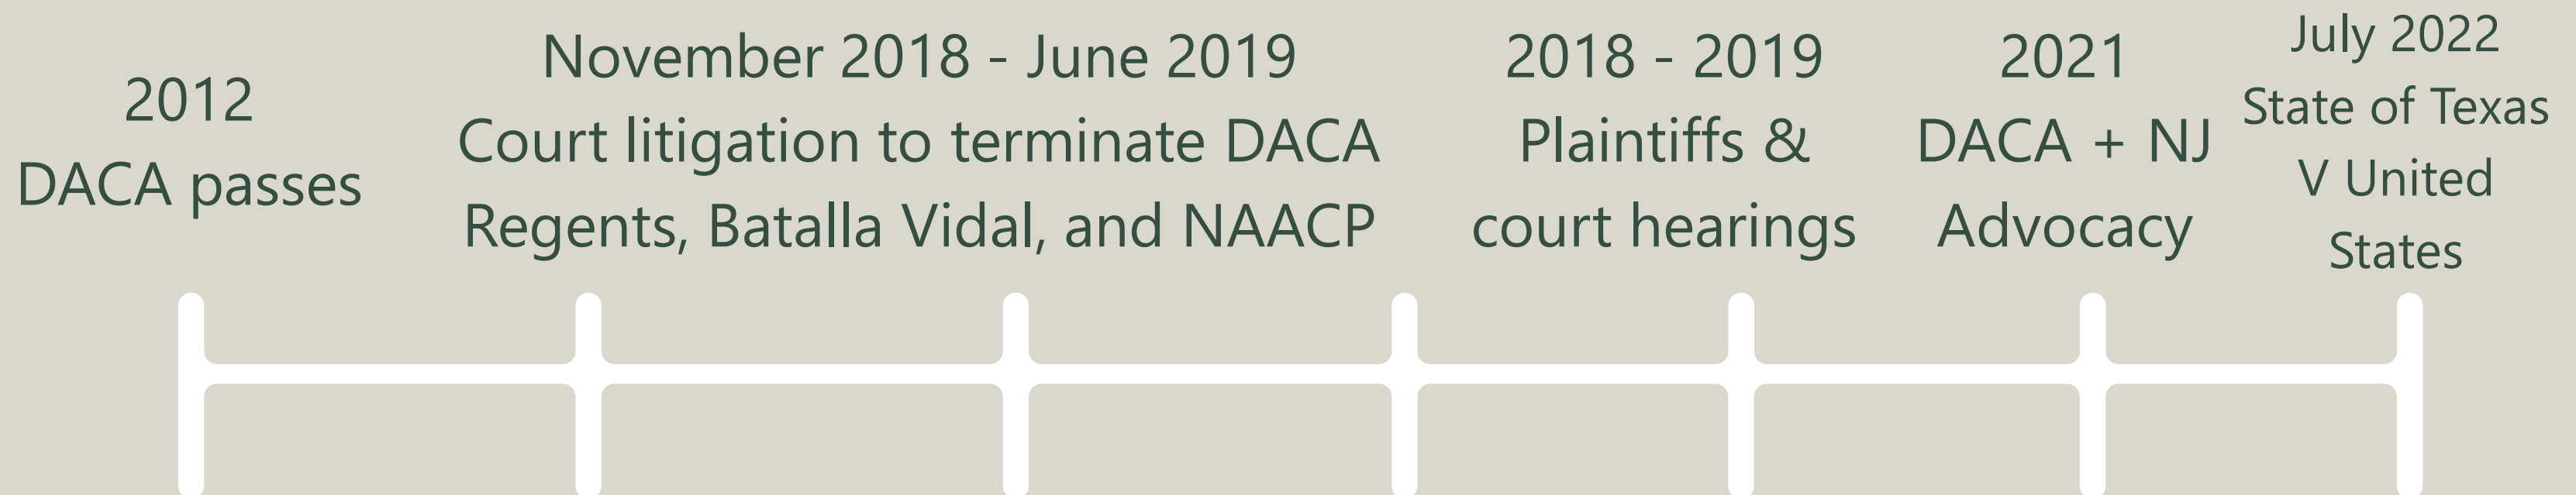 2012
DACA passes
November 2018 - June 2019
Court litigation to terminate DACA
Regents, Batalla Vidal, and NAACP
2018 - 2019
Plaintiffs &
court hearings
2021
DACA + NJ
Advocacy
July 2022
State of Texas
V United
States